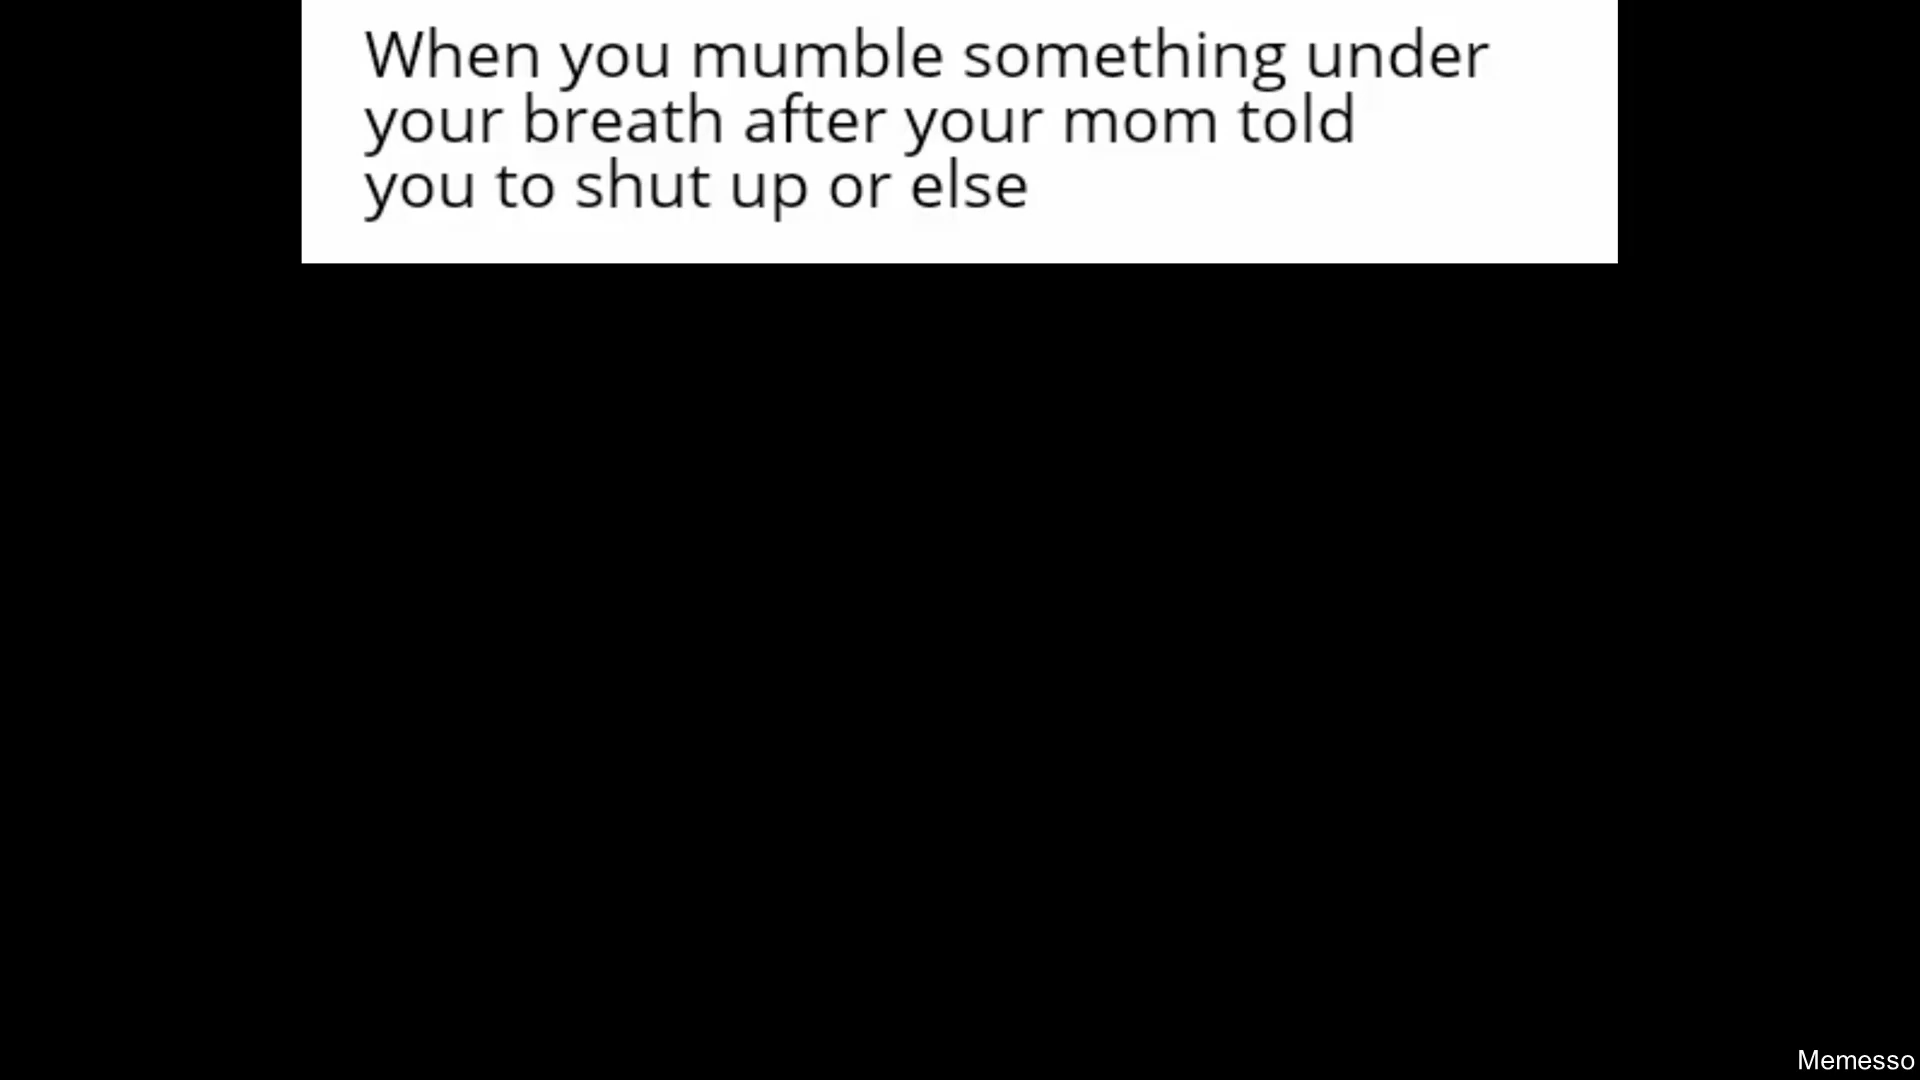 When you mumble something under
your breath after your mom told
you to shut up or else
Memesso